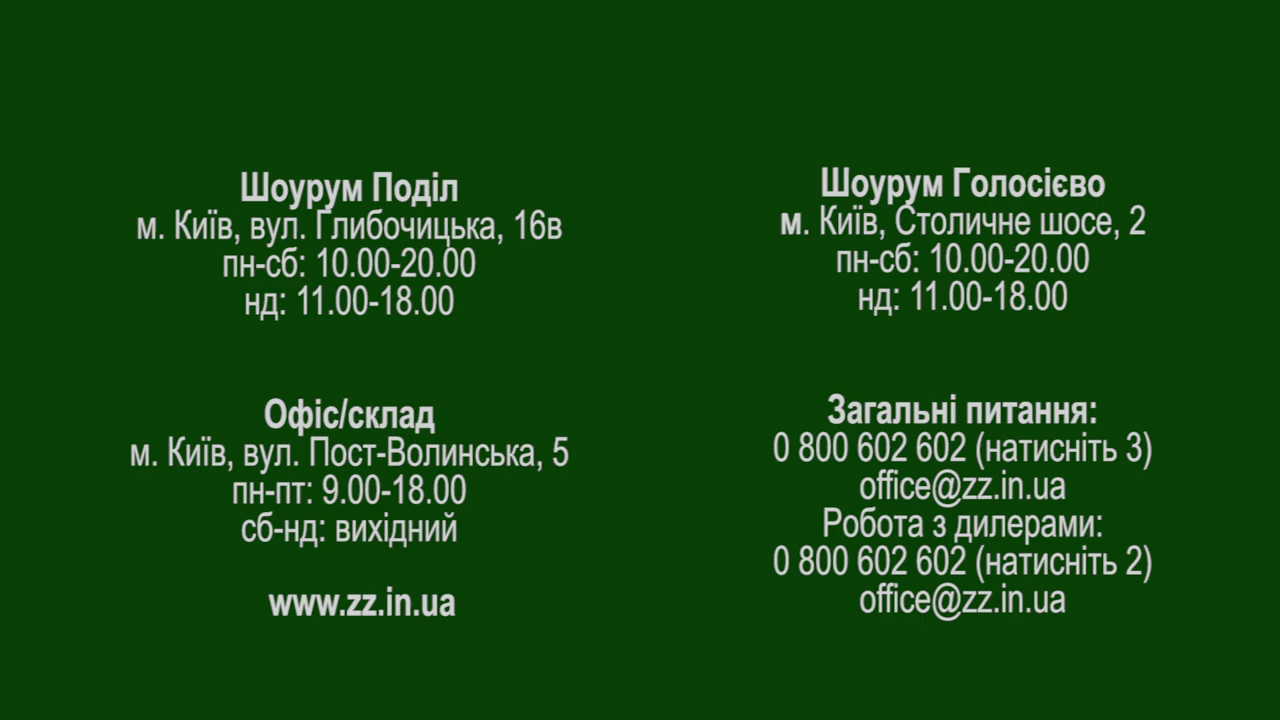 Шоурум Поділ
м. Київ, вул. Глибочицька, 16в
пн-сб: 10.00-20.00
нд: 11.00-18.00
Офіс/склад
м. Київ, вул. Пост-Волинська, 5
пн-пт: 9.00-18.00
сб-нд: вихідний
www.zz.in.ua
Шоурум Голосієво
м. Київ, Столичне шосе, 2
пн-сб: 10.00-20.00
нд: 11.00-18.00
Загальні питання:
0 800 602 602 (натисніть 3)
office@zz.in.ua
Робота з дилерами:
0 800 602 602 (натисніть 2)
office@zz.in.ua